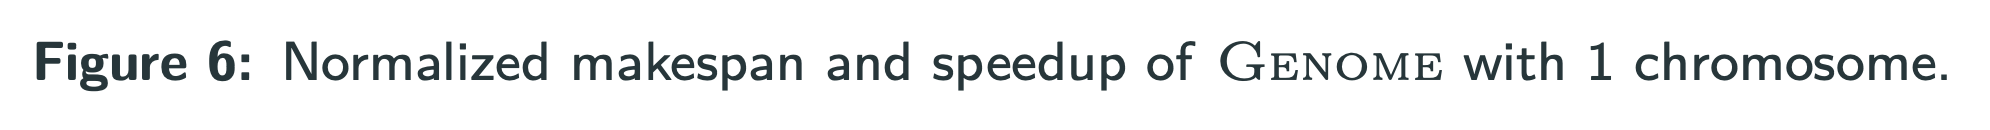 Figure 6: Normalized makespan and speedup of GENOME with 1 chromosome.